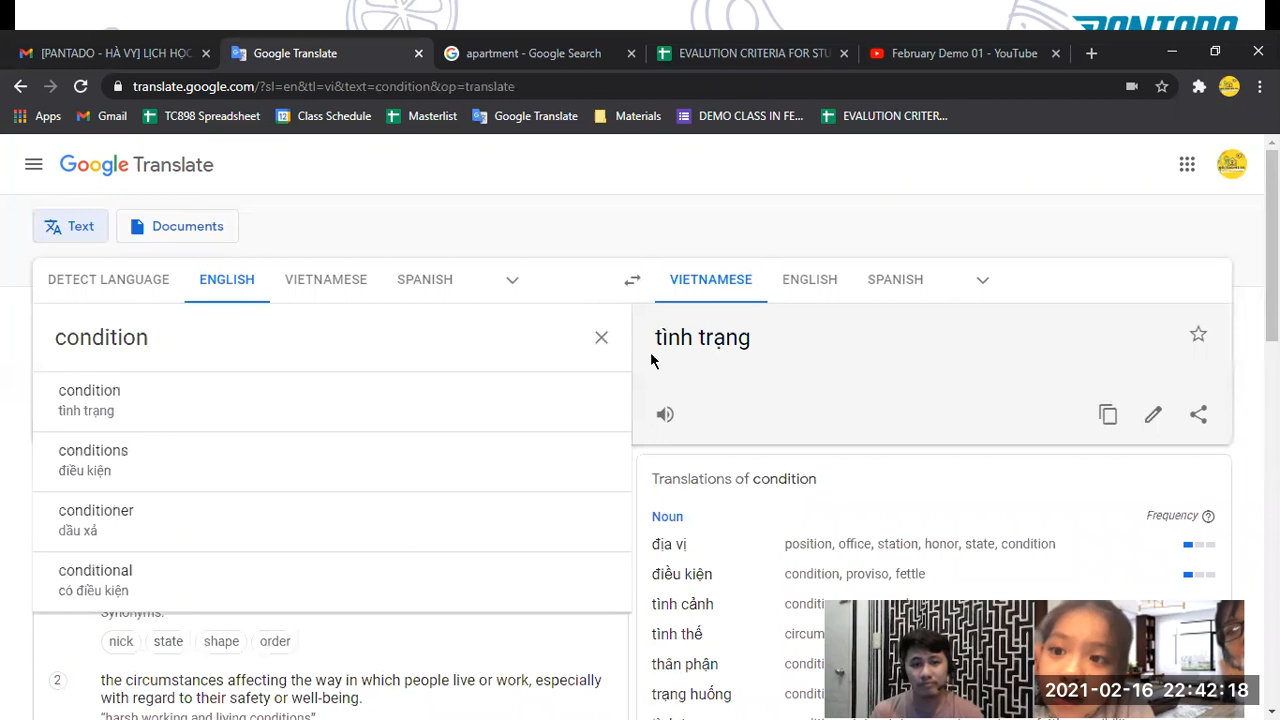 PANTADO
[PANTADO - HÀ VY] LỊCH HOC
Google Translate
apartment - Google Search
EVALUTION CRITERIA FOR STU
February Demo 01 - YouTube
translate.google.com/?sl=en&tl=vi&text=condition&op=translate
Apps
Gmail
TC898 Spreadsheet
Class Schedule
Masterlist
Google Translate
Materials
DEMO CLASS IN FE...
EVALUTION CRITER...
Google Translate
Text
Documents
DETECT LANGUAGE
ENGLISH
VIETNAMESE
SPANISH
VIETNAMESE
ENGLISH
SPANISH
condition
tình trạng
condition
tình trạng
conditions
điều kiện
conditioner
dầu xả
conditional
có điều kiện
Synonyms:
nick
state
shape
order
2
the circumstances affecting the way in which people live or work, especially
with regard to their safety or well-being.
"harsh working and living conditions"
Translations of condition
Noun
Frequency
địa vị
position, office, station, honor, state, condition
điều kiện
condition, proviso, fettle
tình cảnh
tình thế
thân phận
trạng huống
2021-02-16 22:42:18